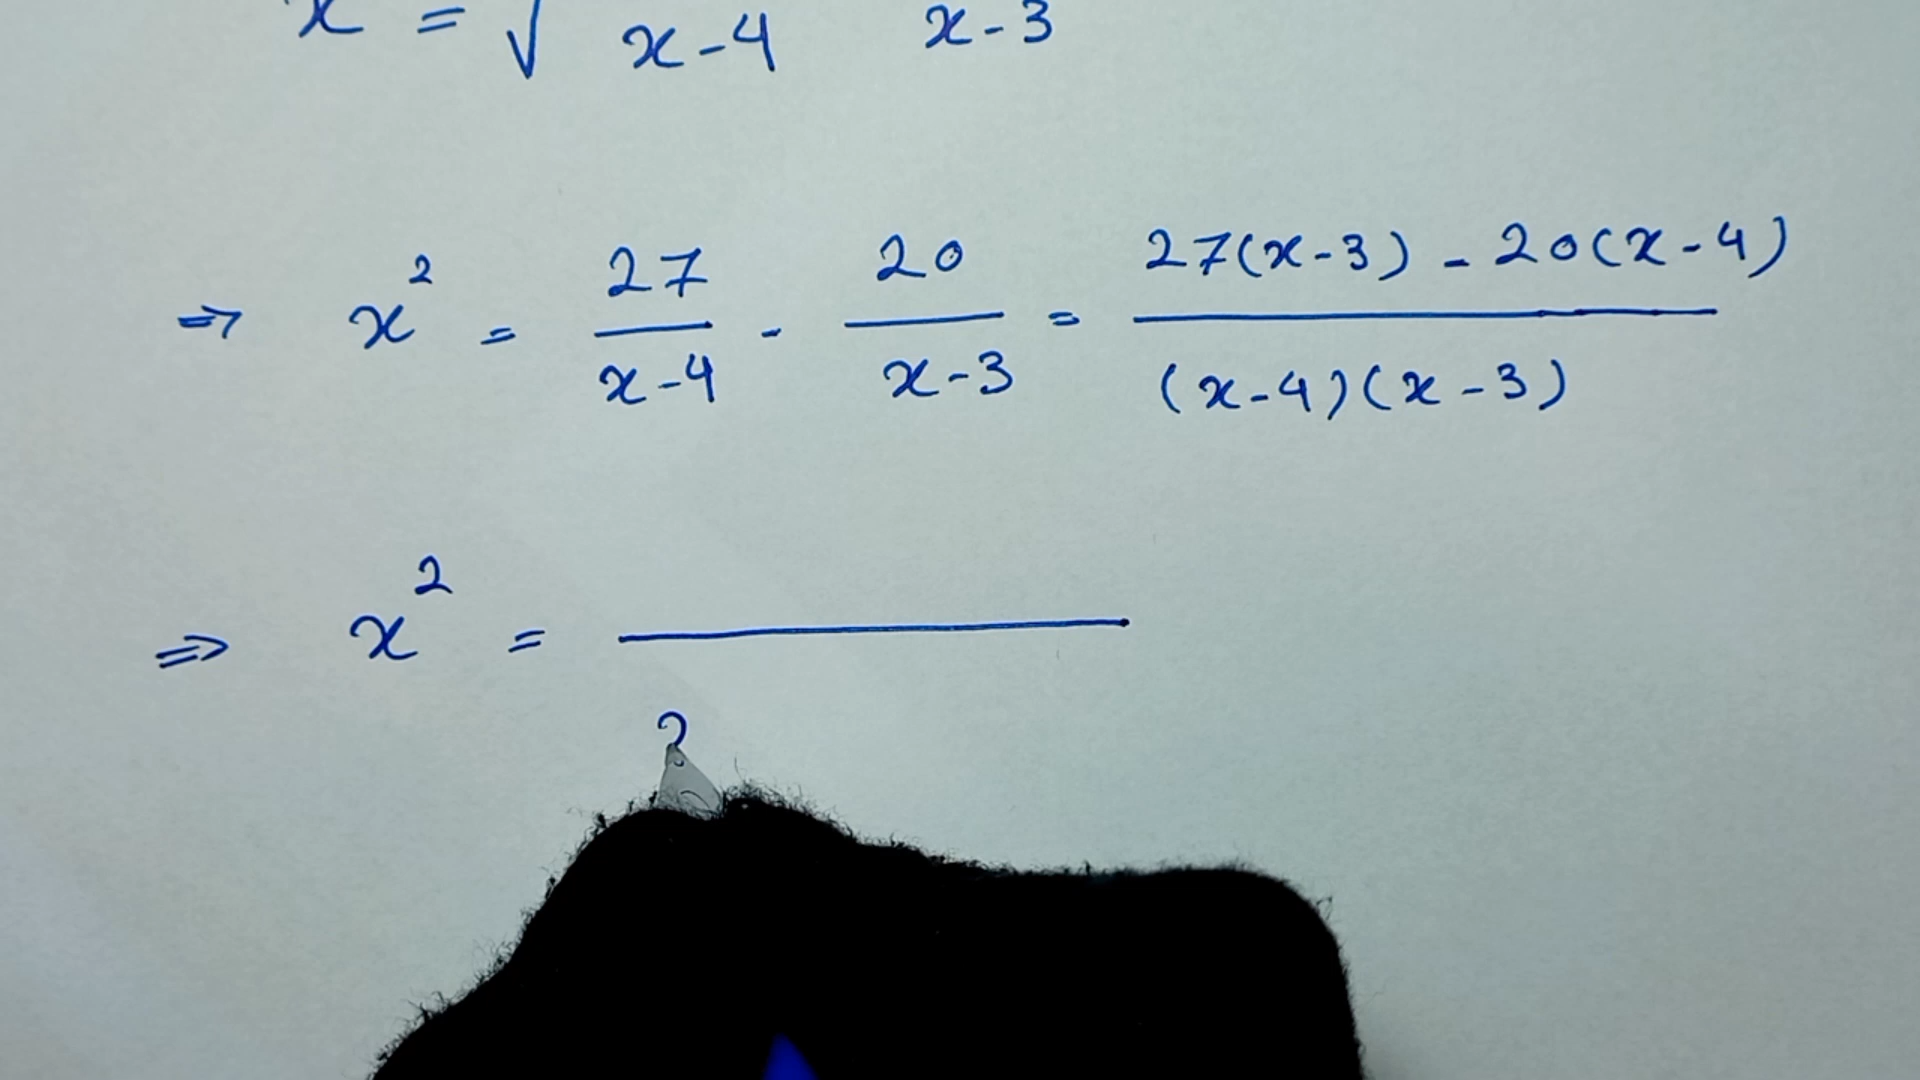 x = √ x-4 x-3
⇒ x² = 27/x-4 - 20/x-3 = 27(x-3) - 20(x-4)/(x-4)(x-3)
⇒ x² =